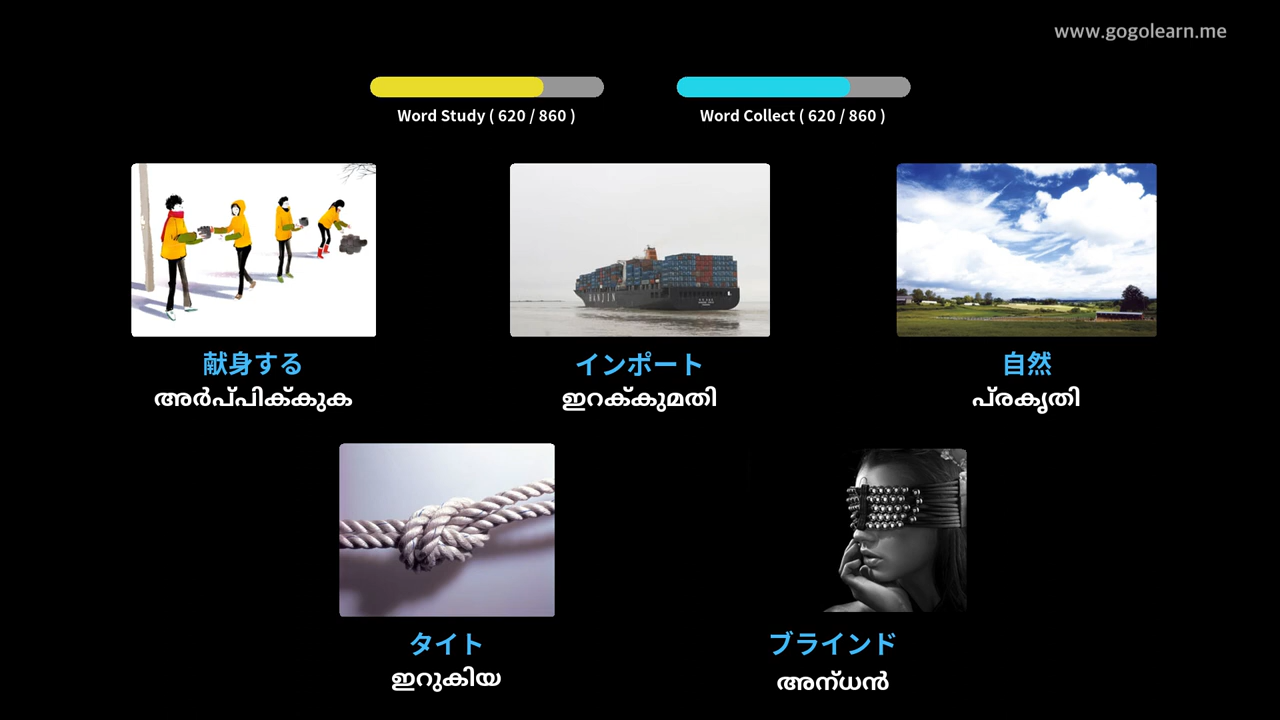 www.gogolearn.me
Word Study ( 620 / 860 )
Word Collect ( 620 / 860 )
献身する
അർപ്പിക്കുക
インポート
ഇറക്കുമതി
自然
പ്രകൃതി
タイト
ഇറുകിയ
ブラインド
അന്ധൻ